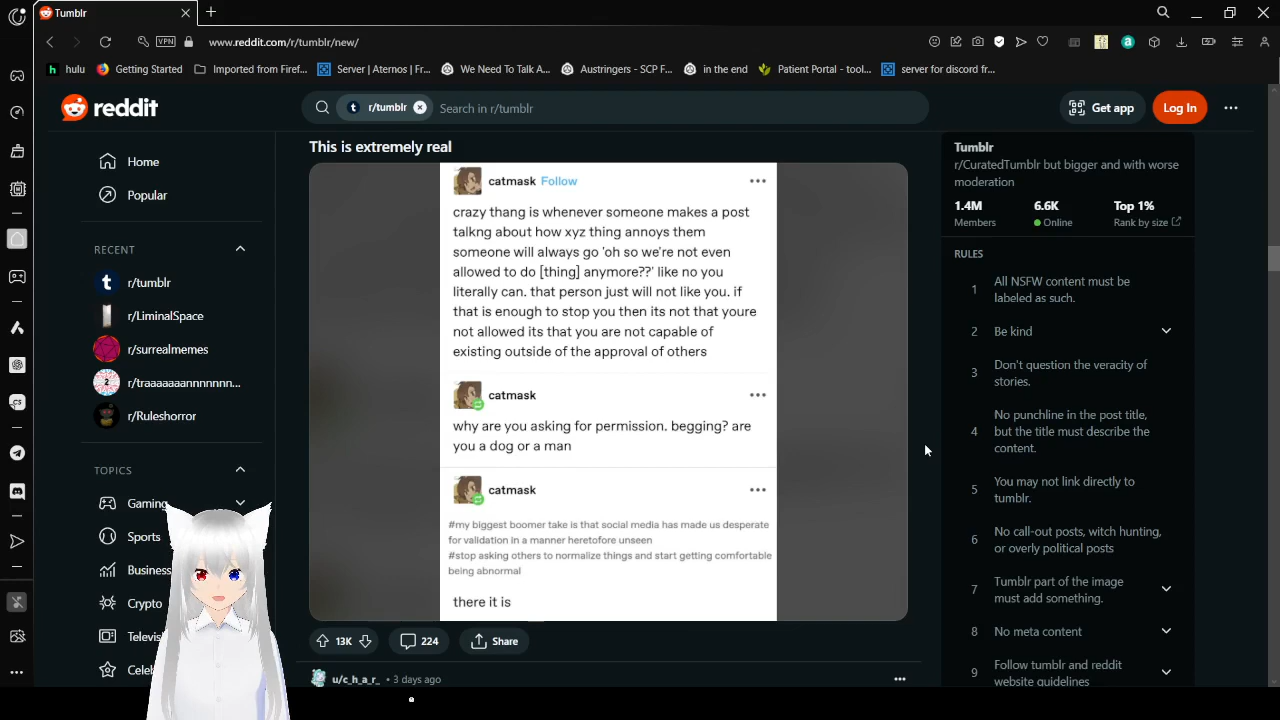 Tumblr
VPN
www.reddit.com/r/tumblr/new/
hulu
Getting Started
Imported from Firef...
Server | Aternos | Fr...
We Need To Talk A...
Austringers - SCP F...
in the end
Patient Portal - tool...
server for discord fr...
reddit
r/tumblr
Search in r/tumblr
Get app
Log In
Home
Popular
RECENT
r/tumblr
r/LiminalSpace
r/surrealmemes
r/traaaaaaannnnnnn...
r/Ruleshorror
TOPICS
Gaming
Sports
Business
Crypto
Televisi
Celeb
This is extremely real
catmask Follow
crazy thang is whenever someone makes a post
talkng about how xyz thing annoys them
someone will always go 'oh so we're not even
allowed to do [thing] anymore??' like no you
literally can. that person just will not like you. if
that is enough to stop you then its not that youre
not allowed its that you are not capable of
existing outside of the approval of others
catmask
why are you asking for permission. begging? are
you a dog or a man
catmask
#my biggest boomer take is that social media has made us desperate
for validation in a manner heretofore unseen
#stop asking others to normalize things and start getting comfortable
being abnormal
there it is
13K
224
Share
u/c_h_a_r_ • 3 days ago
Tumblr
r/CuratedTumblr but bigger and with worse
moderation
1.4M
6.6K
Top 1%
Members
Online
Rank by size
RULES
1 All NSFW content must be
labeled as such.
2 Be kind
3 Don't question the veracity of
stories.
4 No punchline in the post title,
but the title must describe the
content.
5 You may not link directly to
tumblr.
6 No call-out posts, witch hunting,
or overly political posts
7 Tumblr part of the image
must add something.
8 No meta content
9 Follow tumblr and reddit
website guidelines